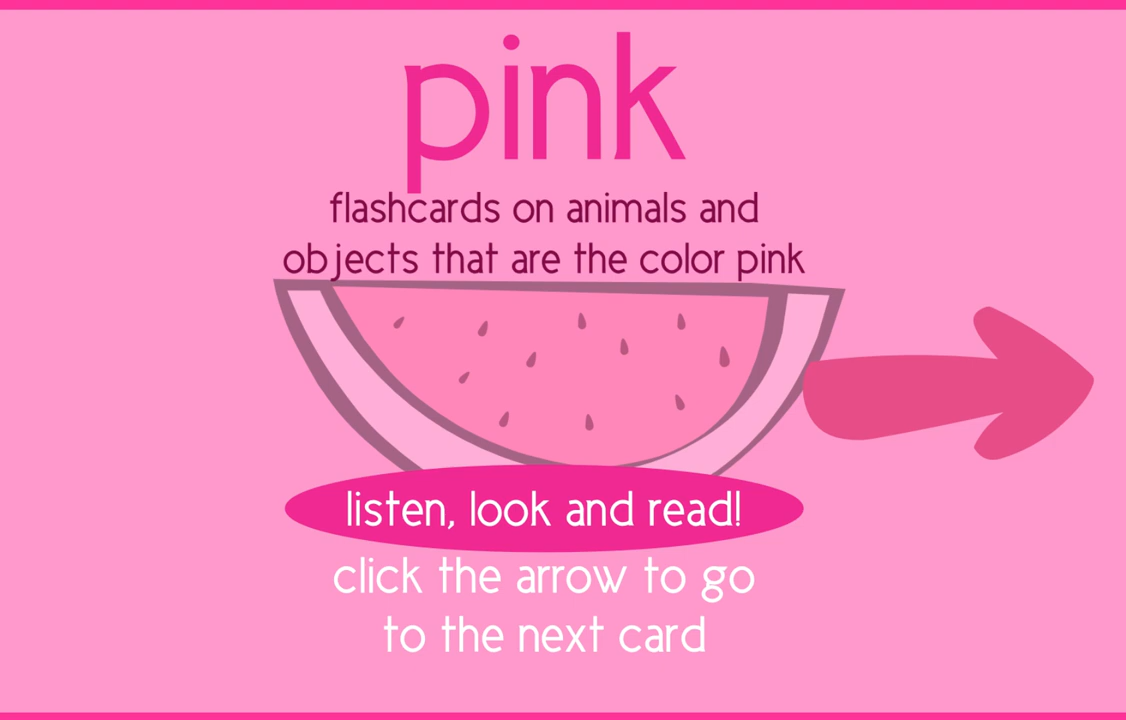 pink
flashcards on animals and
objects that are the color pink
listen, look and read!
click the arrow to go
to the next card